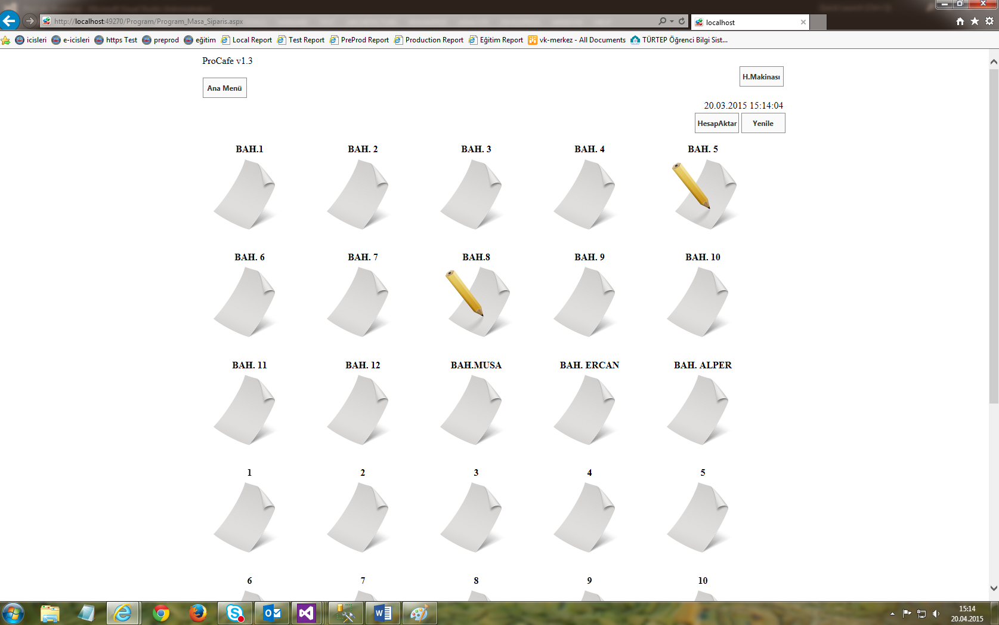 http://localhost:49270/Program/Program_Masa_Siparis.aspx
localhost
icisleri e-icisleri https Test preprod eğitim Local Report Test Report PreProd Report Production Report Eğitim Report vk-merkez - All Documents TÜRTEP Öğrenci Bilgi Sist...
ProCafe v1.3
H.Makinası
Ana Menü
20.03.2015 15:14:04
HesapAktar Yenile
BAH.1 BAH. 2 BAH. 3 BAH. 4 BAH. 5
BAH. 6 BAH. 7 BAH.8 BAH. 9 BAH. 10
BAH. 11 BAH. 12 BAH.MUSA BAH. ERCAN BAH. ALPER
1 2 3 4 5
6 7 8 9 10
15:14
20.04.2015